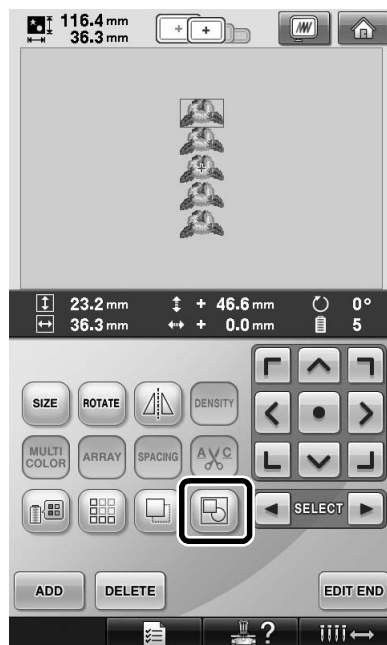 116.4 mm
36.3 mm
23.2 mm + 46.6 mm 0°
36.3 mm + 0.0 mm 5
SIZE ROTATE DENSITY
MULTI COLOR ARRAY SPACING A C
SELECT
ADD DELETE EDIT END
?